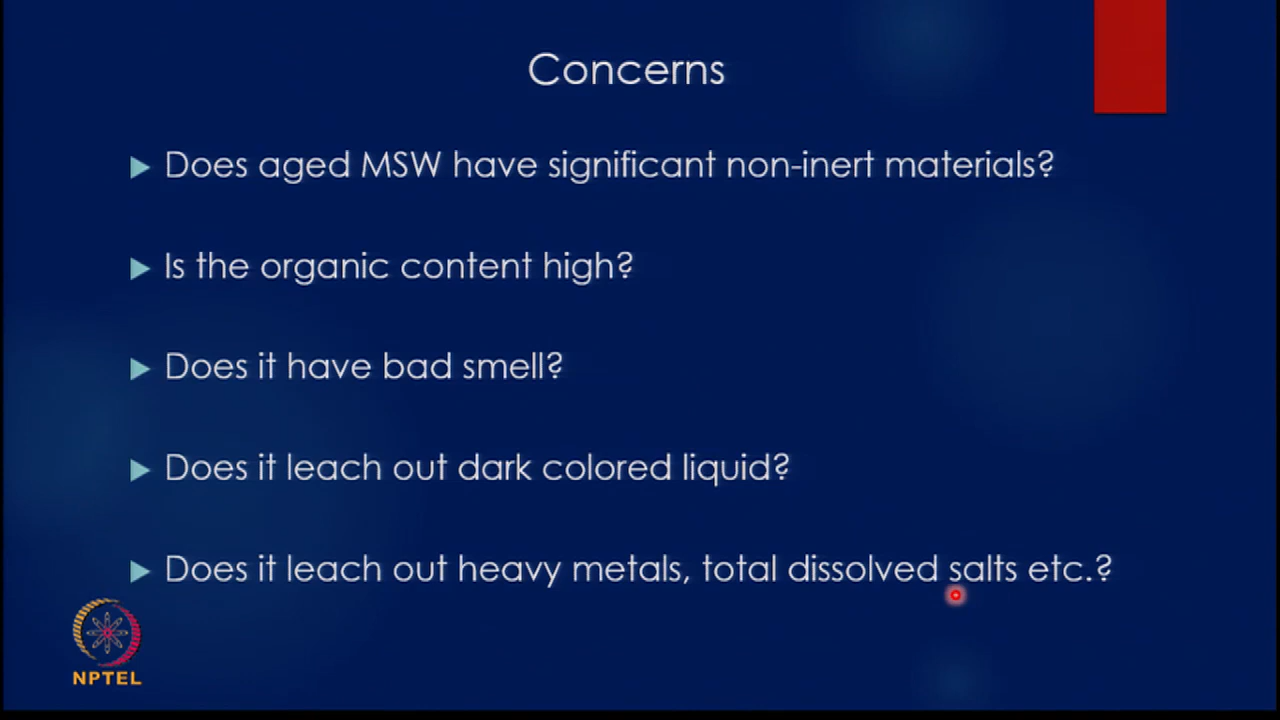 Concerns
Does aged MSW have significant non-inert materials?
Is the organic content high?
Does it have bad smell?
Does it leach out dark colored liquid?
Does it leach out heavy metals, total dissolved salts etc.?
NPTEL